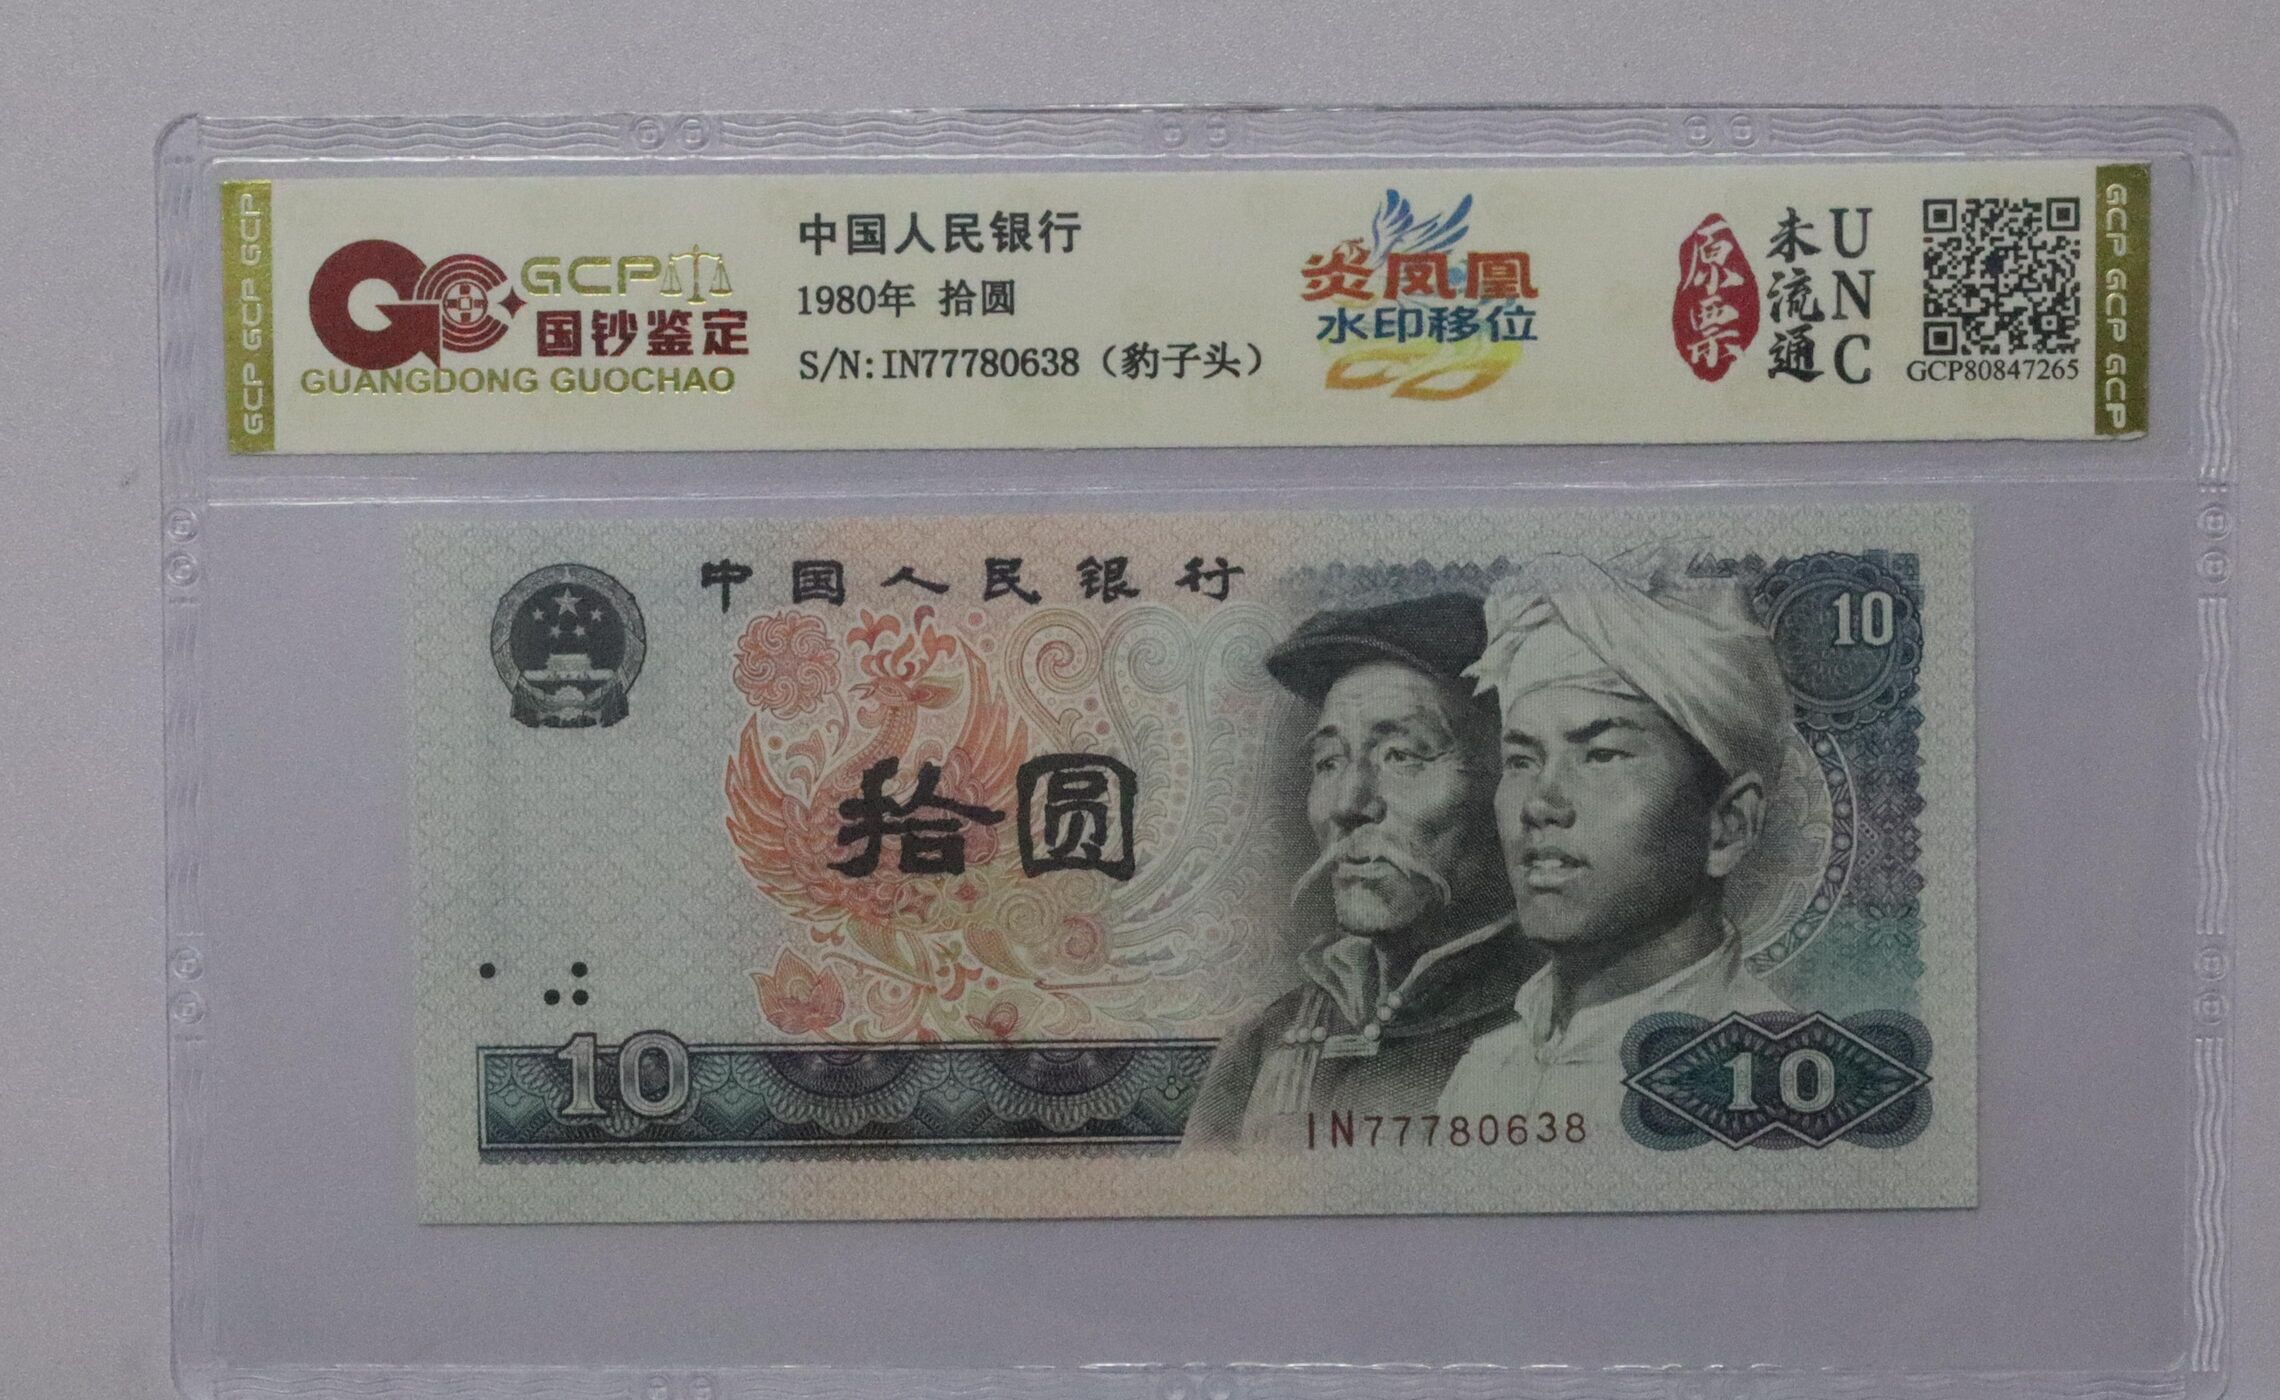 GCP GCP GCP
GCP
国钞鉴定
GUANGDONG GUOCHAO
中国人民银行
1980年 拾圆
S/N:IN77780638（豹子头）
炎凤凰
水印移位
原票
未流通
UNC
GCP80847265
GCP GCP GCP
中国人民银行
10
拾圆
10
10
IN77780638